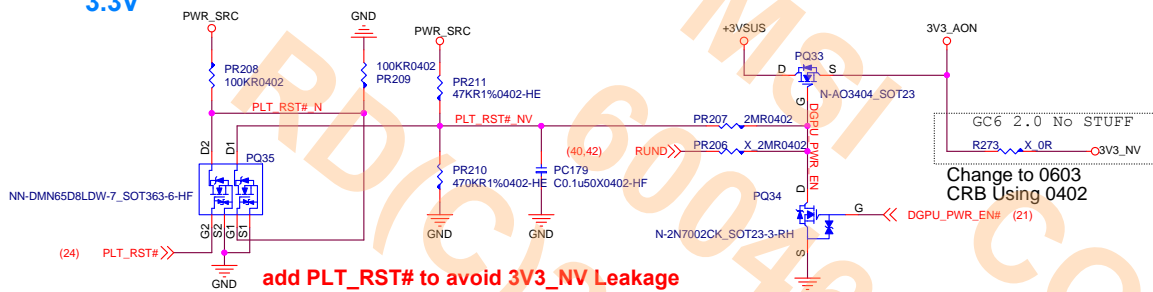 3.3V
PWR_SRC
GND
PWR_SRC
+3VSUS
3V3_AON
PR208
100KR0402
100KR0402
PR209
PR211
47KR1%0402-HE
PQ33
D
S
N-AO3404_SOT23
G
PLT_RST#_N
PLT_RST#_NV
DGPU_PWR_EN
PR207
2MR0402
(40,42)
RUND
PR206
X_2MR0402
GC6 2.0 No STUFF
R273
X_0R
3V3_NV
Change to 0603
CRB Using 0402
D2
D1
PQ35
NN-DMN65D8LDW-7_SOT363-6-HF
G2
S2
G1
S1
PR210
470KR1%0402-HE
PC179
C0.1u50X0402-HF
GND
GND
D
PQ34
G
DGPU_PWR_EN#
(21)
N-2N7002CK_SOT23-3-RH
S
(24)
PLT_RST#
GND
add PLT_RST# to avoid 3V3_NV Leakage
MSI
RD(C)